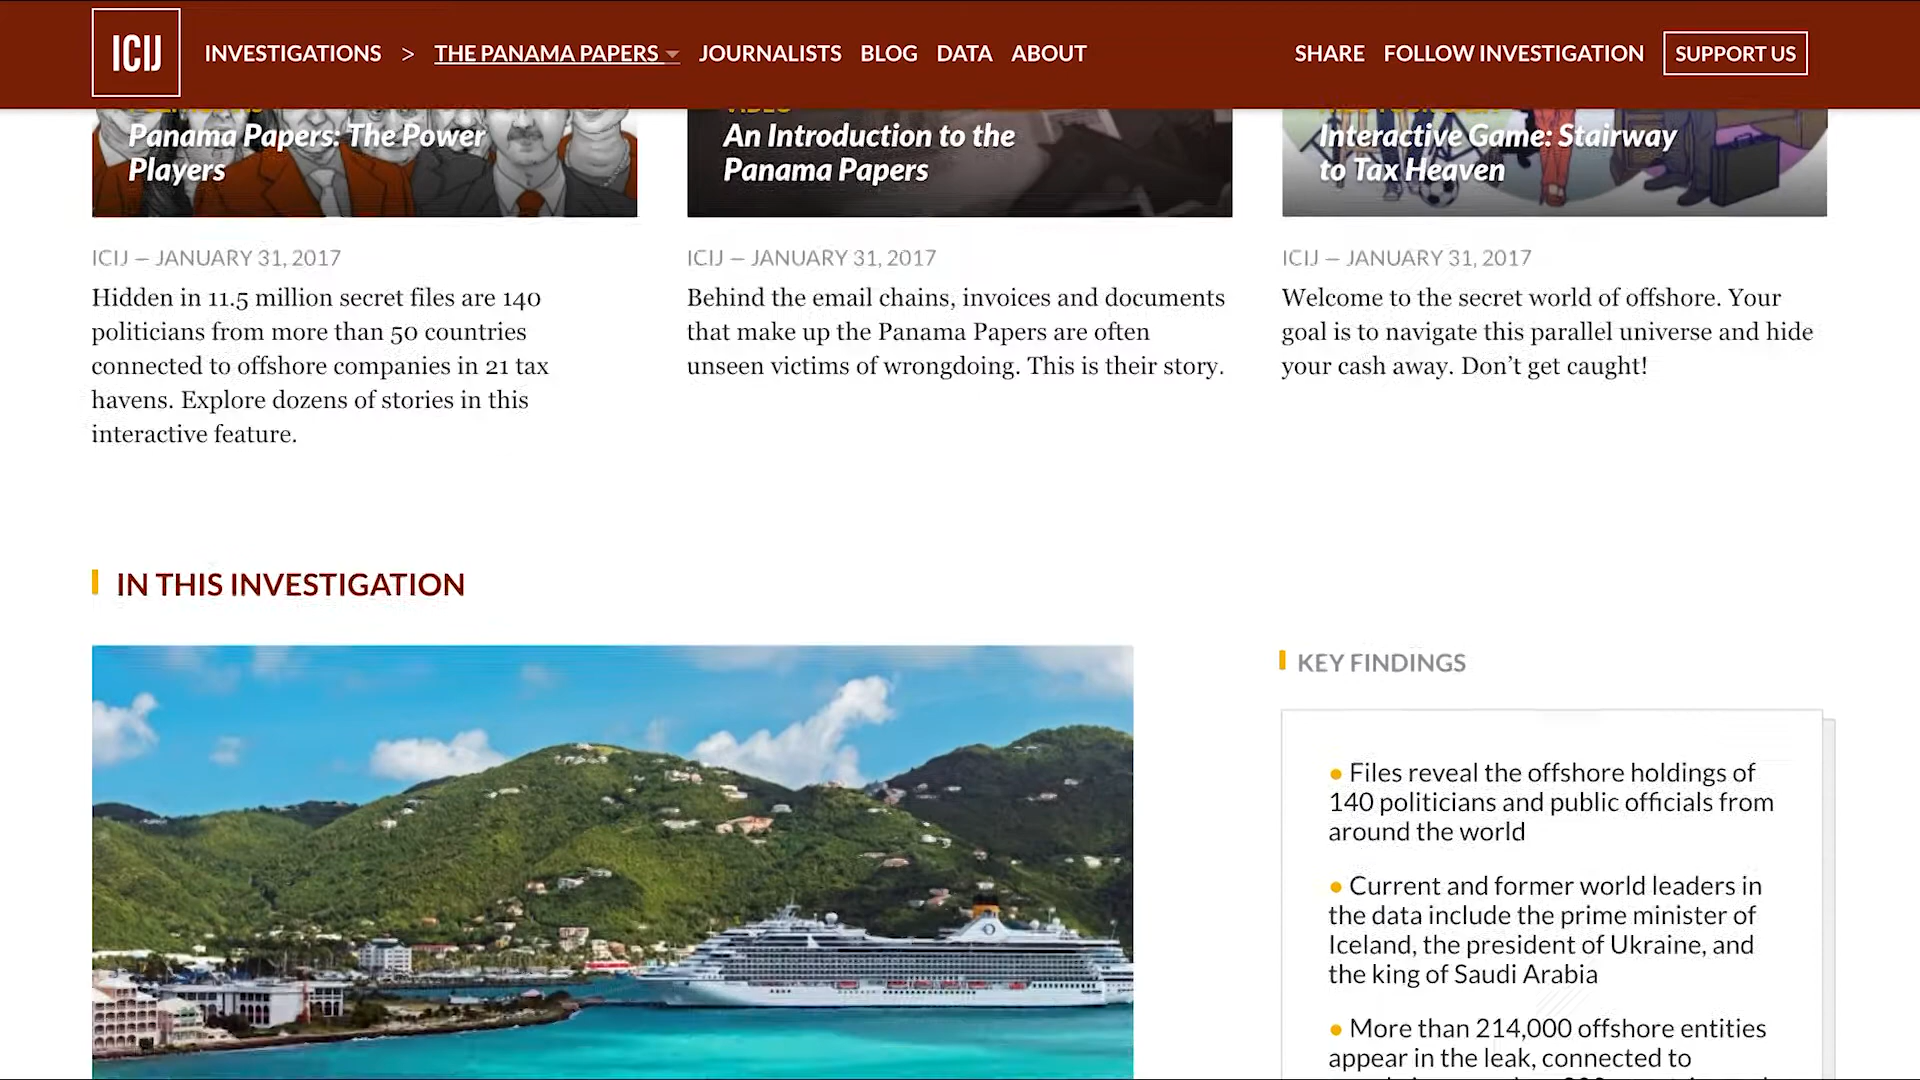 ICIJ
INVESTIGATIONS > THE PANAMA PAPERS JOURNALISTS BLOG DATA ABOUT
SHARE FOLLOW INVESTIGATION SUPPORT US
Panama Papers: The Power
Players
ICIJ — JANUARY 31, 2017
Hidden in 11.5 million secret files are 140
politicians from more than 50 countries
connected to offshore companies in 21 tax
havens. Explore dozens of stories in this
interactive feature.
VIDEO
An Introduction to the
Panama Papers
ICIJ — JANUARY 31, 2017
Behind the email chains, invoices and documents
that make up the Panama Papers are often
unseen victims of wrongdoing. This is their story.
Interactive Game: Stairway
to Tax Heaven
ICIJ — JANUARY 31, 2017
Welcome to the secret world of offshore. Your
goal is to navigate this parallel universe and hide
your cash away. Don’t get caught!
IN THIS INVESTIGATION
KEY FINDINGS
• Files reveal the offshore holdings of
140 politicians and public officials from
around the world
• Current and former world leaders in
the data include the prime minister of
Iceland, the president of Ukraine, and
the king of Saudi Arabia
• More than 214,000 offshore entities
appear in the leak, connected to